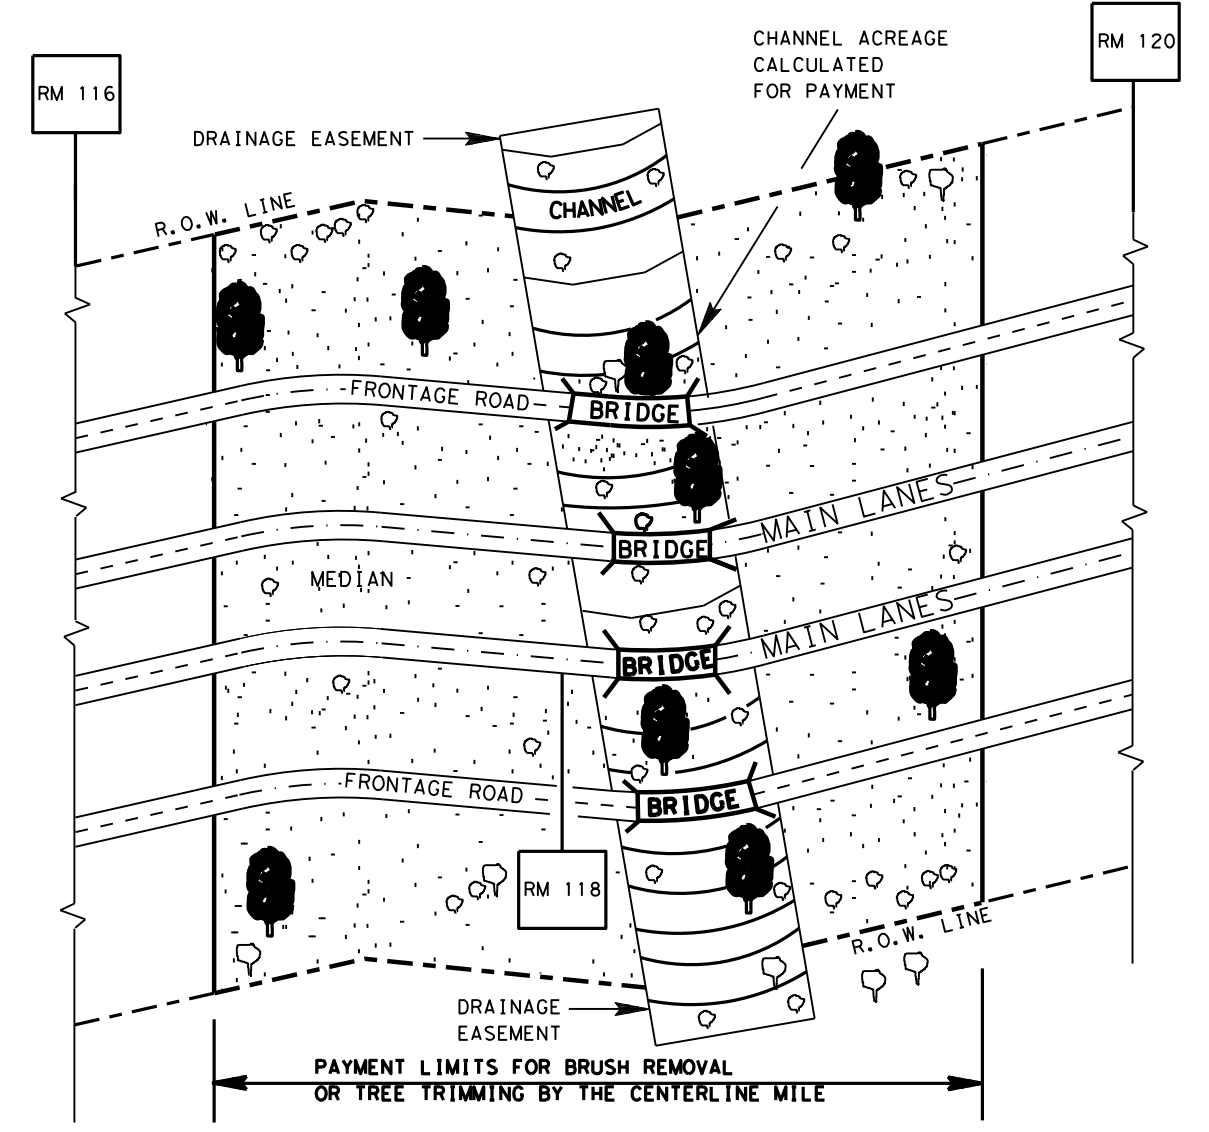 CHANNEL ACREAGE
CALCULATED
FOR PAYMENT
RM 120
RM 116
DRAINAGE EASEMENT
R.O.W. LINE
CHANNEL
FRONTAGE ROAD
BRIDGE
MAIN LANES
BRIDGE
MEDIAN
MAIN LANES
BRIDGE
FRONTAGE ROAD
BRIDGE
RM 118
R.O.W. LINE
DRAINAGE
EASEMENT
PAYMENT LIMITS FOR BRUSH REMOVAL
OR TREE TRIMMING BY THE CENTERLINE MILE